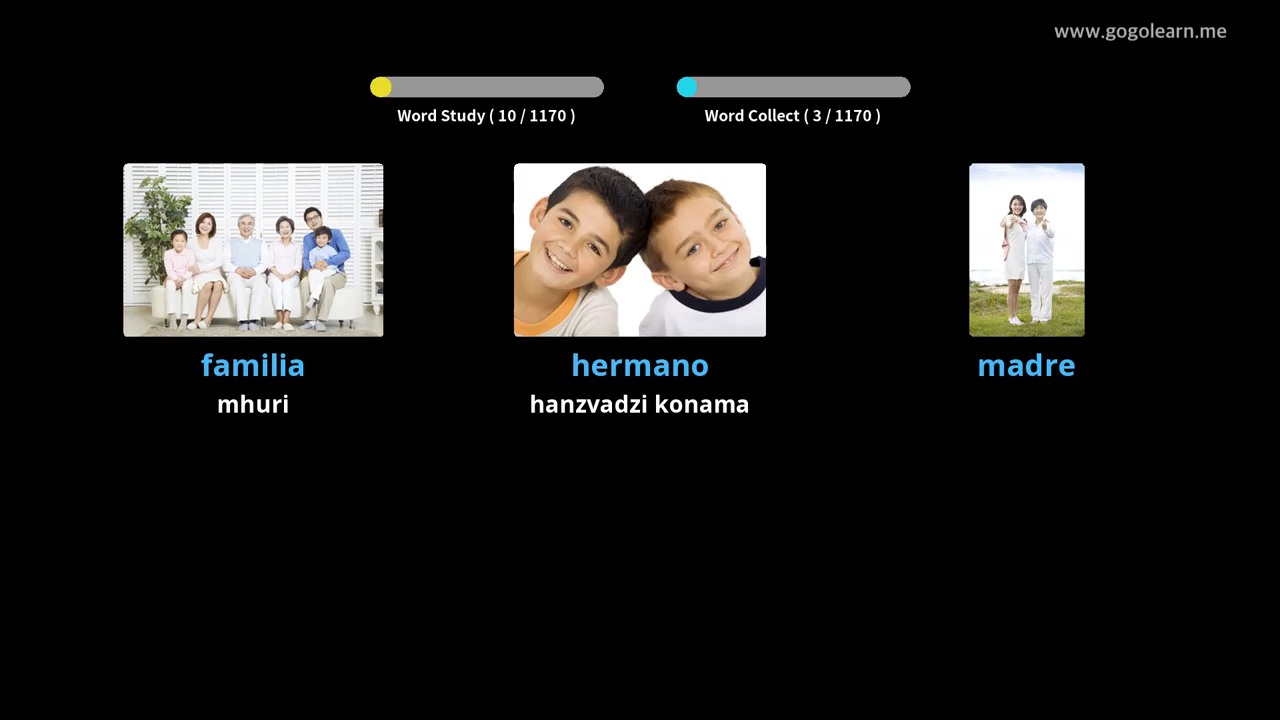 www.gogolearn.me
Word Study ( 10 / 1170 )
Word Collect ( 3 / 1170 )
familia
mhuri
hermano
hanzvadzi konama
madre